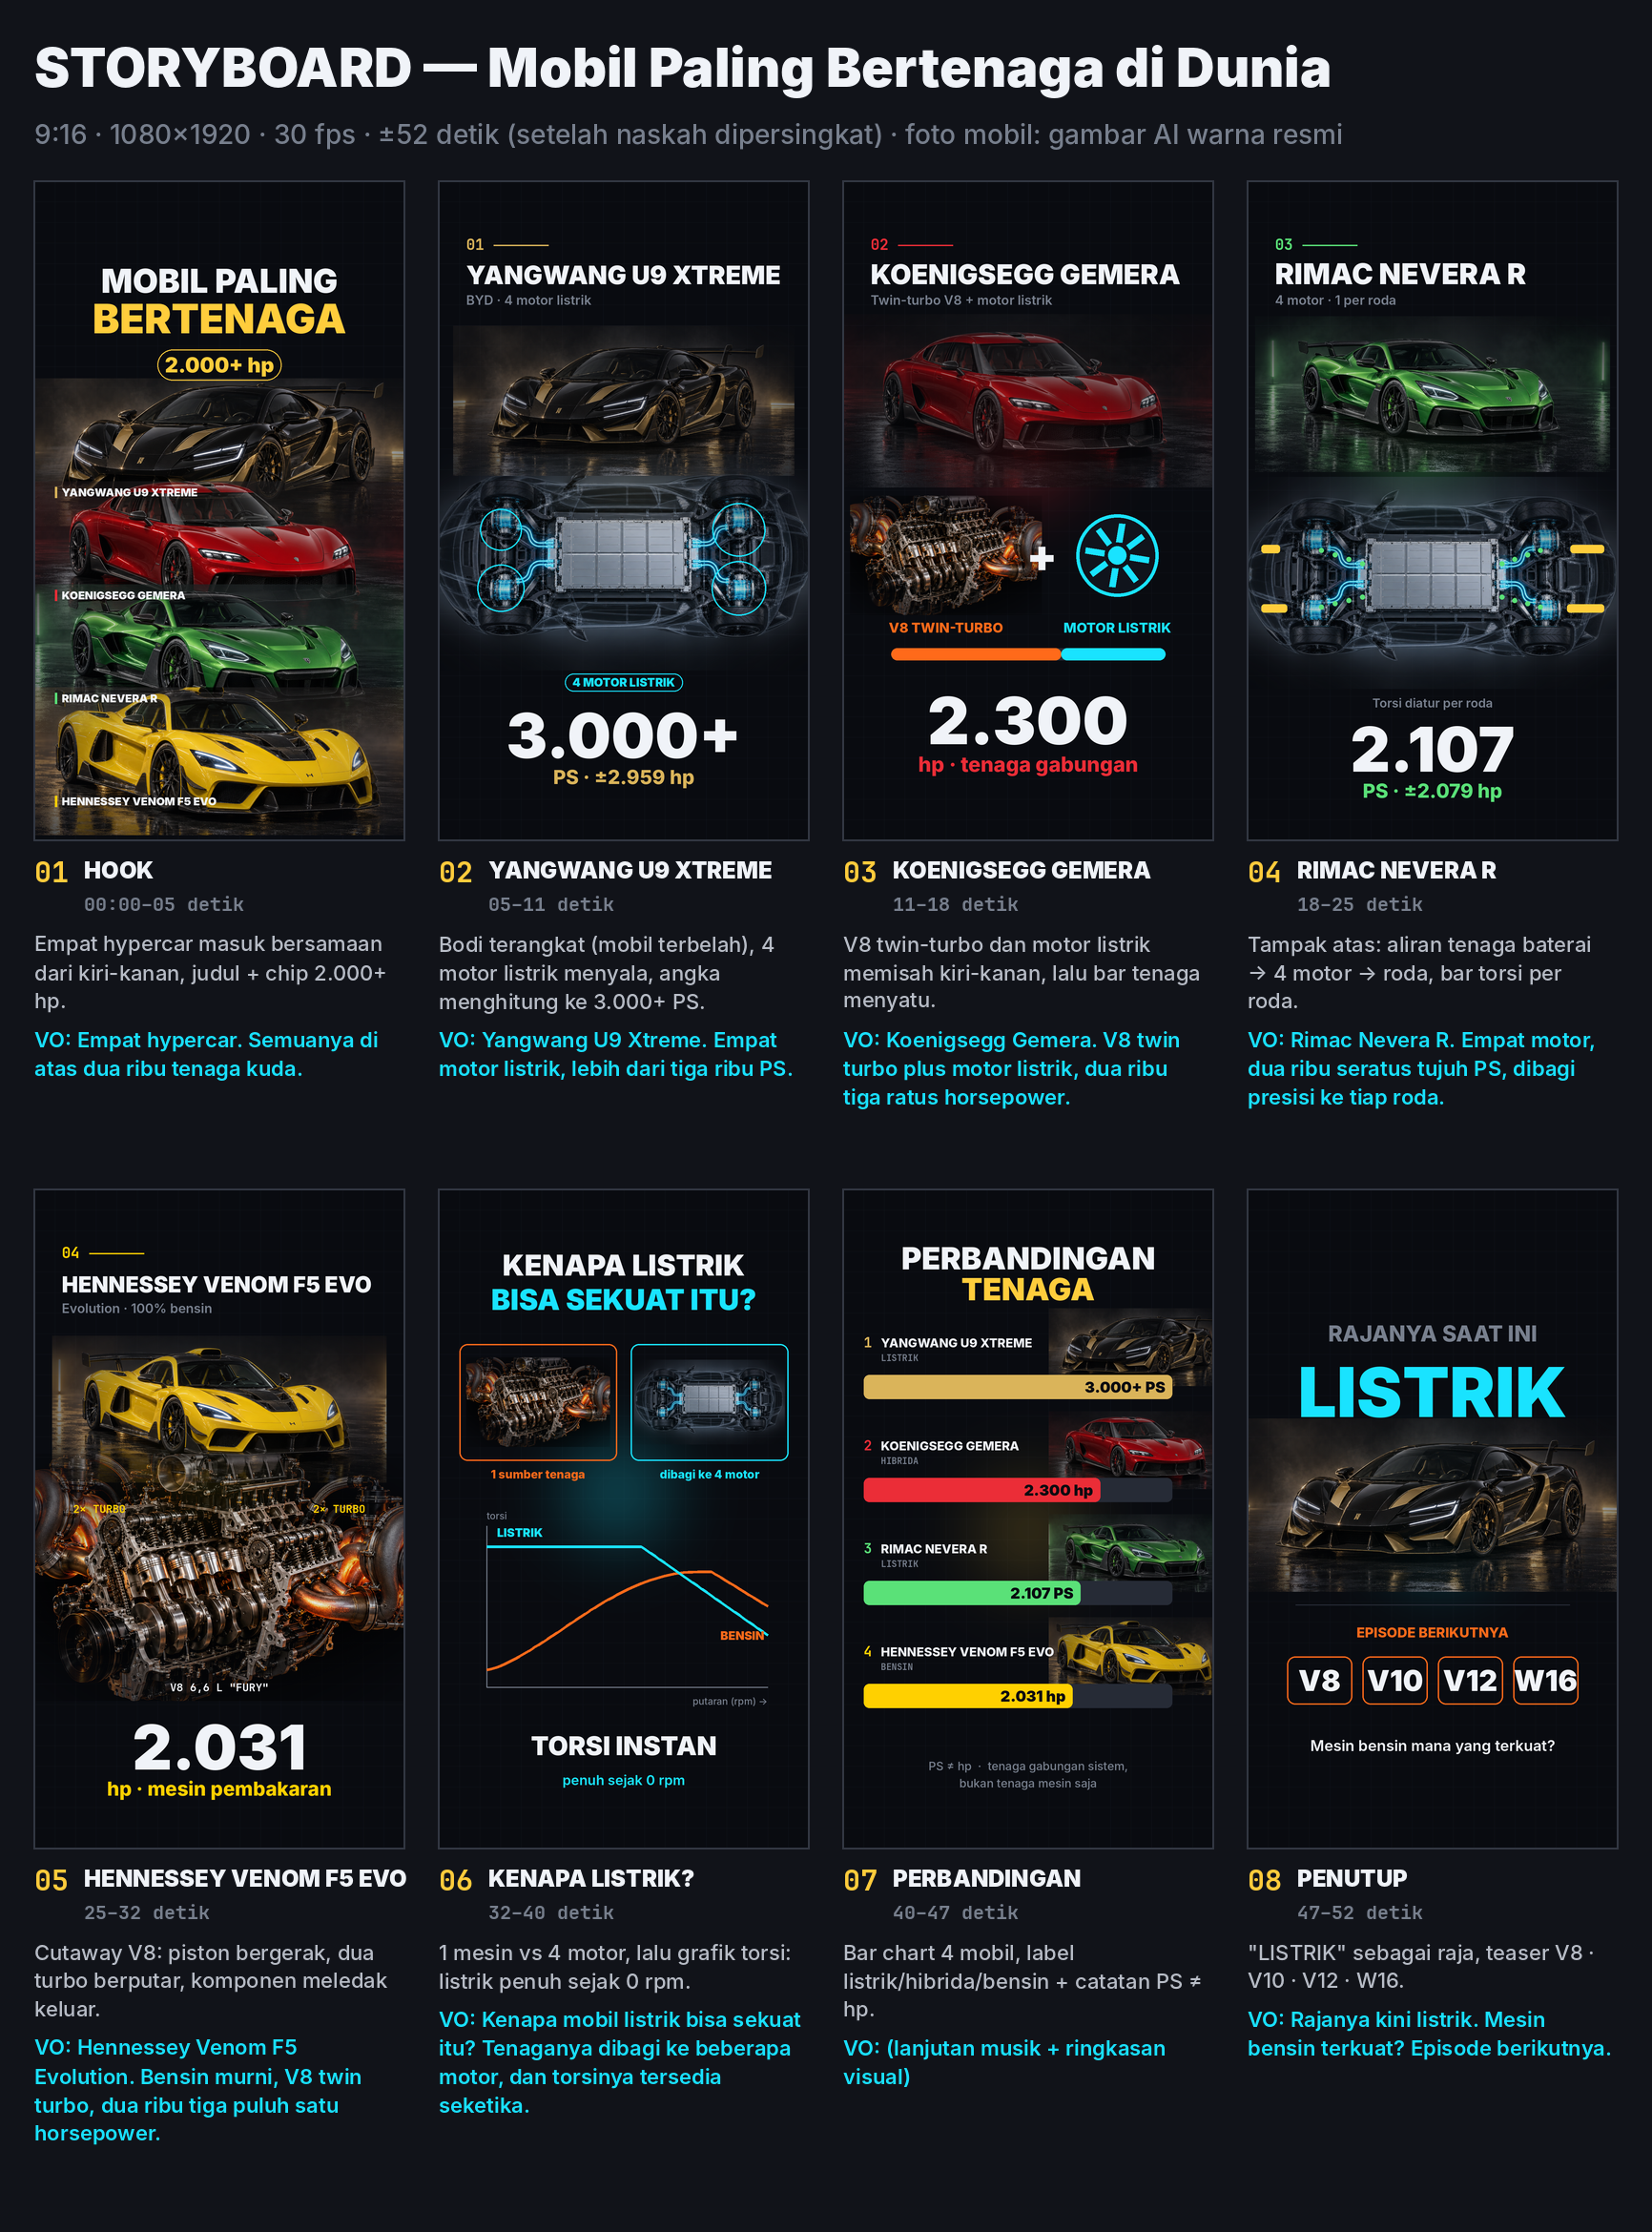 STORYBOARD — Mobil Paling Bertenaga di Dunia
9:16 · 1080×1920 · 30 fps · ±52 detik (setelah naskah dipersingkat) · foto mobil: gambar AI warna resmi
MOBIL PALING
BERTENAGA
2.000+ hp
YANGWANG U9 XTREME
KOENIGSEGG GEMERA
RIMAC NEVERA R
HENNESSEY VENOM F5 EVO
01
YANGWANG U9 XTREME
BYD · 4 motor listrik
4 MOTOR LISTRIK
3.000+
PS · ±2.959 hp
02
KOENIGSEGG GEMERA
Twin-turbo V8 + motor listrik
+
V8 TWIN-TURBO
MOTOR LISTRIK
2.300
hp · tenaga gabungan
03
RIMAC NEVERA R
4 motor · 1 per roda
Torsi diatur per roda
2.107
PS · ±2.079 hp
01 HOOK
00:00–05 detik
Empat hypercar masuk bersamaan
dari kiri-kanan, judul + chip 2.000+
hp.
VO: Empat hypercar. Semuanya di
atas dua ribu tenaga kuda.
02 YANGWANG U9 XTREME
05–11 detik
Bodi terangkat (mobil terbelah), 4
motor listrik menyala, angka
menghitung ke 3.000+ PS.
VO: Yangwang U9 Xtreme. Empat
motor listrik, lebih dari tiga ribu PS.
03 KOENIGSEGG GEMERA
11–18 detik
V8 twin-turbo dan motor listrik
memisah kiri-kanan, lalu bar tenaga
menyatu.
VO: Koenigsegg Gemera. V8 twin
turbo plus motor listrik, dua ribu
tiga ratus horsepower.
04 RIMAC NEVERA R
18–25 detik
Tampak atas: aliran tenaga baterai
→ 4 motor → roda, bar torsi per
roda.
VO: Rimac Nevera R. Empat motor,
dua ribu seratus tujuh PS, dibagi
presisi ke tiap roda.
04
HENNESSEY VENOM F5 EVO
Evolution · 100% bensin
2× TURBO
2× TURBO
V8 6,6 L "FURY"
2.031
hp · mesin pembakaran
KENAPA LISTRIK
BISA SEKUAT ITU?
1 sumber tenaga
dibagi ke 4 motor
torsi
LISTRIK
BENSIN
putaran (rpm) →
TORSI INSTAN
penuh sejak 0 rpm
PERBANDINGAN
TENAGA
1 YANGWANG U9 XTREME
LISTRIK
3.000+ PS
2 KOENIGSEGG GEMERA
HIBRIDA
2.300 hp
3 RIMAC NEVERA R
LISTRIK
2.107 PS
4 HENNESSEY VENOM F5 EVO
BENSIN
2.031 hp
PS ≠ hp · tenaga gabungan sistem,
bukan tenaga mesin saja
RAJANYA SAAT INI
LISTRIK
EPISODE BERIKUTNYA
V8 V10 V12 W16
Mesin bensin mana yang terkuat?
05 HENNESSEY VENOM F5 EVO
25–32 detik
Cutaway V8: piston bergerak, dua
turbo berputar, komponen meledak
keluar.
VO: Hennessey Venom F5
Evolution. Bensin murni, V8 twin
turbo, dua ribu tiga puluh satu
horsepower.
06 KENAPA LISTRIK?
32–40 detik
1 mesin vs 4 motor, lalu grafik torsi:
listrik penuh sejak 0 rpm.
VO: Kenapa mobil listrik bisa sekuat
itu? Tenaganya dibagi ke beberapa
motor, dan torsinya tersedia
seketika.
07 PERBANDINGAN
40–47 detik
Bar chart 4 mobil, label
listrik/hibrida/bensin + catatan PS ≠
hp.
VO: (lanjutan musik + ringkasan
visual)
08 PENUTUP
47–52 detik
"LISTRIK" sebagai raja, teaser V8 ·
V10 · V12 · W16.
VO: Rajanya kini listrik. Mesin
bensin terkuat? Episode berikutnya.